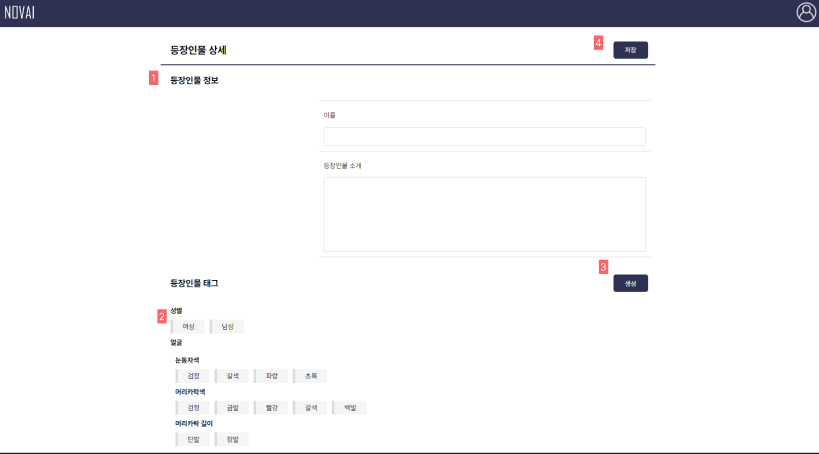 NOVAI
등장인물 상세
4
저장
1
등장인물 정보
이름
등장인물 소개
3
등장인물 태그
생성
2
성별
여성 남성
얼굴
눈동자색
검정 갈색 파랑 초록
머리카락색
검정 금발 빨강 갈색 백발
머리카락 길이
단발 장발